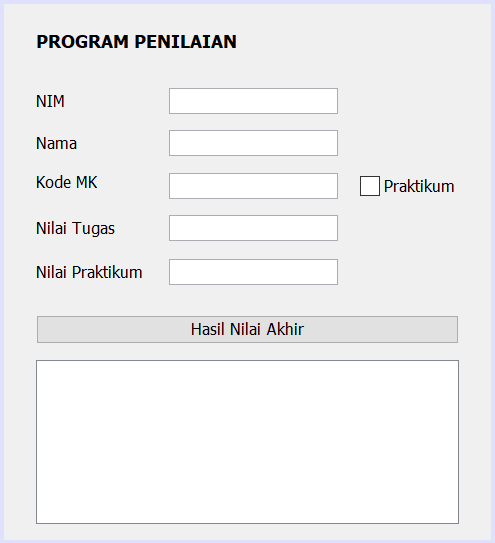 PROGRAM PENILAIAN
NIM
Nama
Kode MK
Praktikum
Nilai Tugas
Nilai Praktikum
Hasil Nilai Akhir